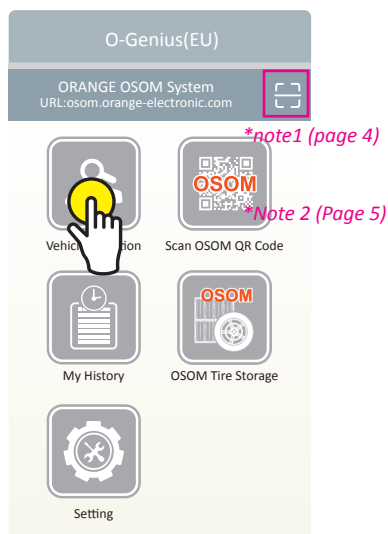 O-Genius(EU)
ORANGE OSOM System
URL:osom.orange-electronic.com
*note1 (page 4)
OSOM
*Note 2 (Page 5)
Scan OSOM QR Code
OSOM
My History
OSOM Tire Storage
Setting